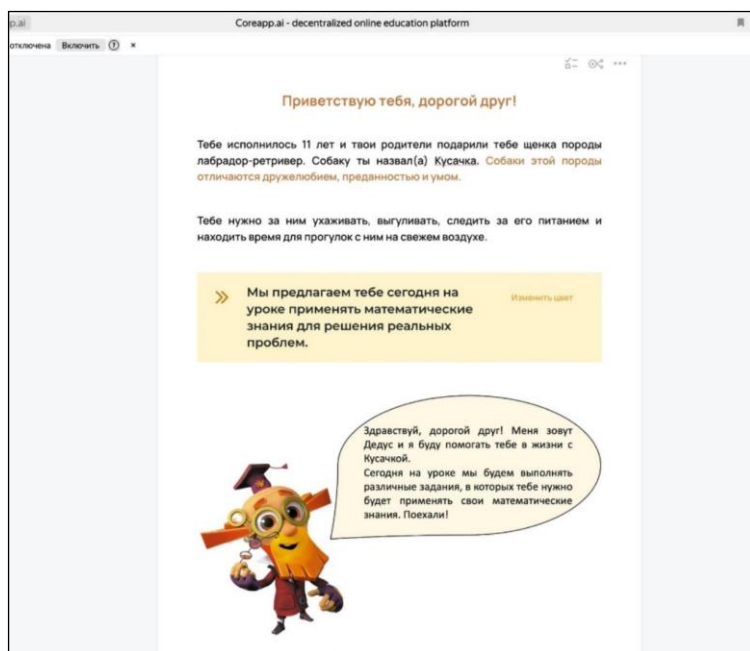 p.ai
Coreapp.ai - decentralized online education platform
отключена Включить ? ×
Приветствую тебя, дорогой друг!
Тебе исполнилось 11 лет и твои родители подарили тебе щенка породы
лабрадор-ретривер. Собаку ты назвал(а) Кусачка. Собаки этой породы
отличаются дружелюбием, преданностью и умом.
Тебе нужно за ним ухаживать, выгуливать, следить за его питанием и
находить время для прогулок с ним на свежем воздухе.
Мы предлагаем тебе сегодня на
уроке применять математические
знания для решения реальных
проблем.
Изменить цвет
Здравствуй, дорогой друг! Меня зовут
Дедус и я буду помогать тебе в жизни с
Кусачкой.
Сегодня на уроке мы будем выполнять
различные задания, в которых тебе нужно
будет применять свои математические
знания. Поехали!